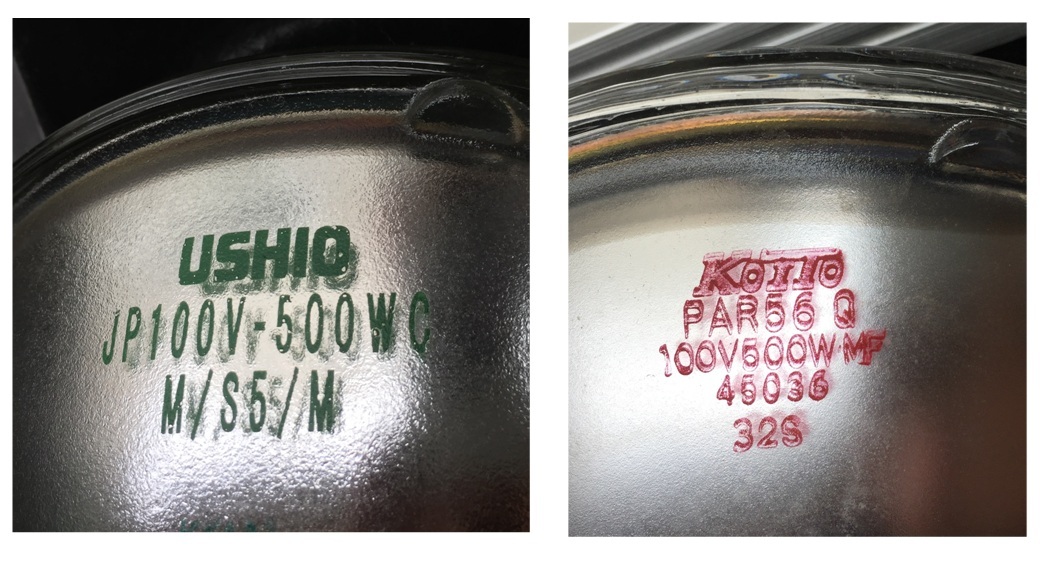 USHIO
JP100V-500WC
M/S5/M
KOITO
PAR56 Q
100V500W MF
45036
32S